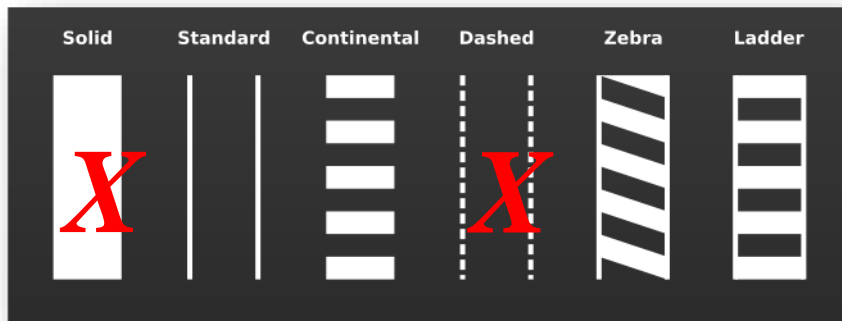 Solid Standard Continental Dashed Zebra Ladder
X X